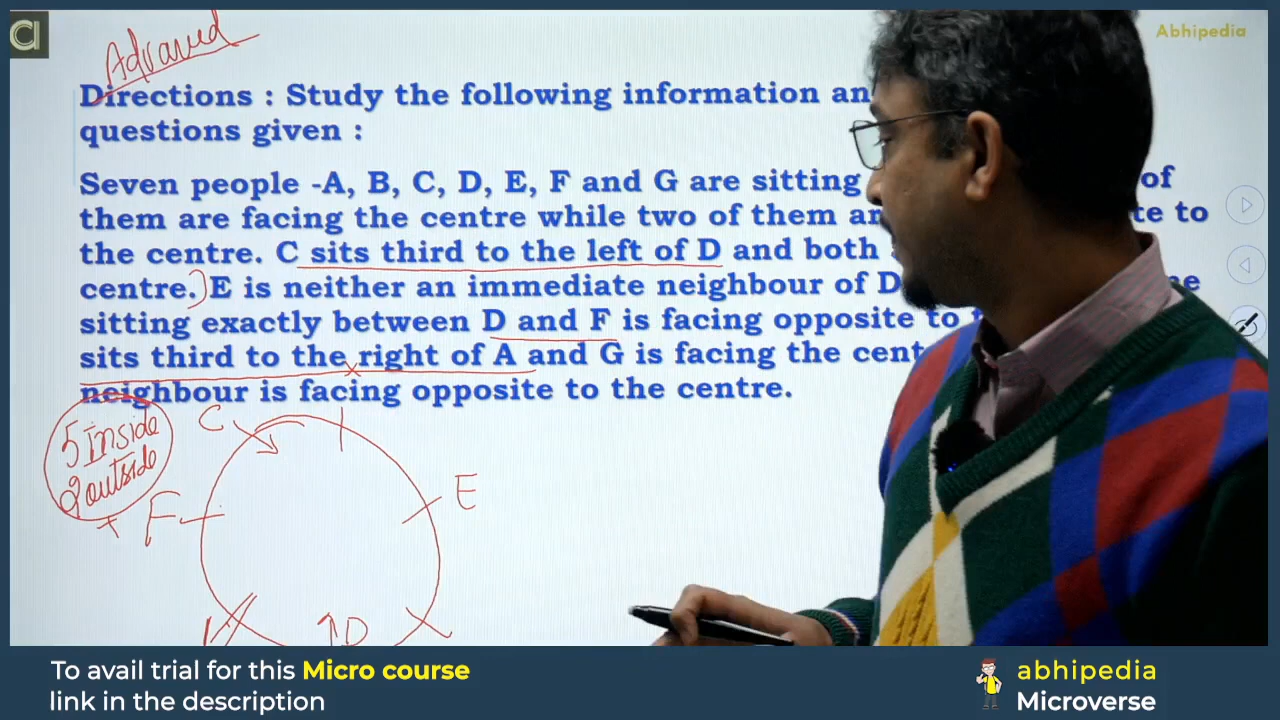 CI
Abhipedia
Advanced
Directions : Study the following information an
questions given :
Seven people -A, B, C, D, E, F and G are sitting of
them are facing the centre while two of them ar te to
the centre. C sits third to the left of D and both
centre. E is neither an immediate neighbour of D
sitting exactly between D and F is facing opposite to
sits third to the right of A and G is facing the cent
neighbour is facing opposite to the centre.
5 Inside
2 outside
C
E
F
D
To avail trial for this Micro course
link in the description
abhipedia
Microverse